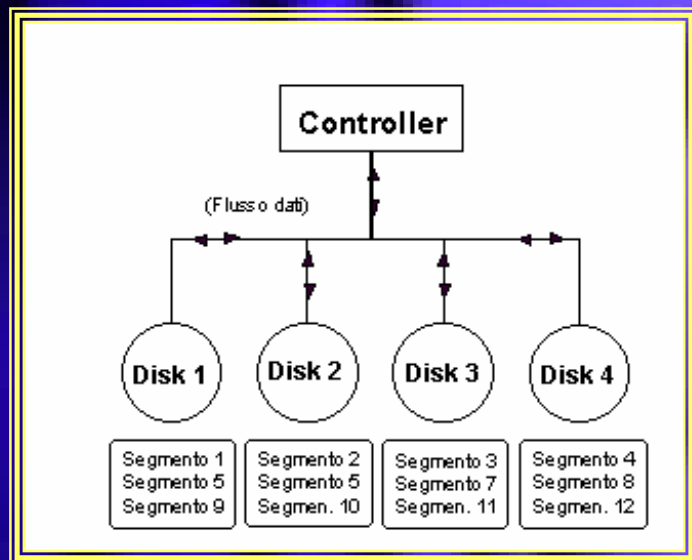 Controller
(Flusso dati)
Disk 1
Disk 2
Disk 3
Disk 4
Segmento 1
Segmento 5
Segmento 9
Segmento 2
Segmento 5
Segmen. 10
Segmento 3
Segmento 7
Segmen. 11
Segmento 4
Segmento 8
Segmen. 12